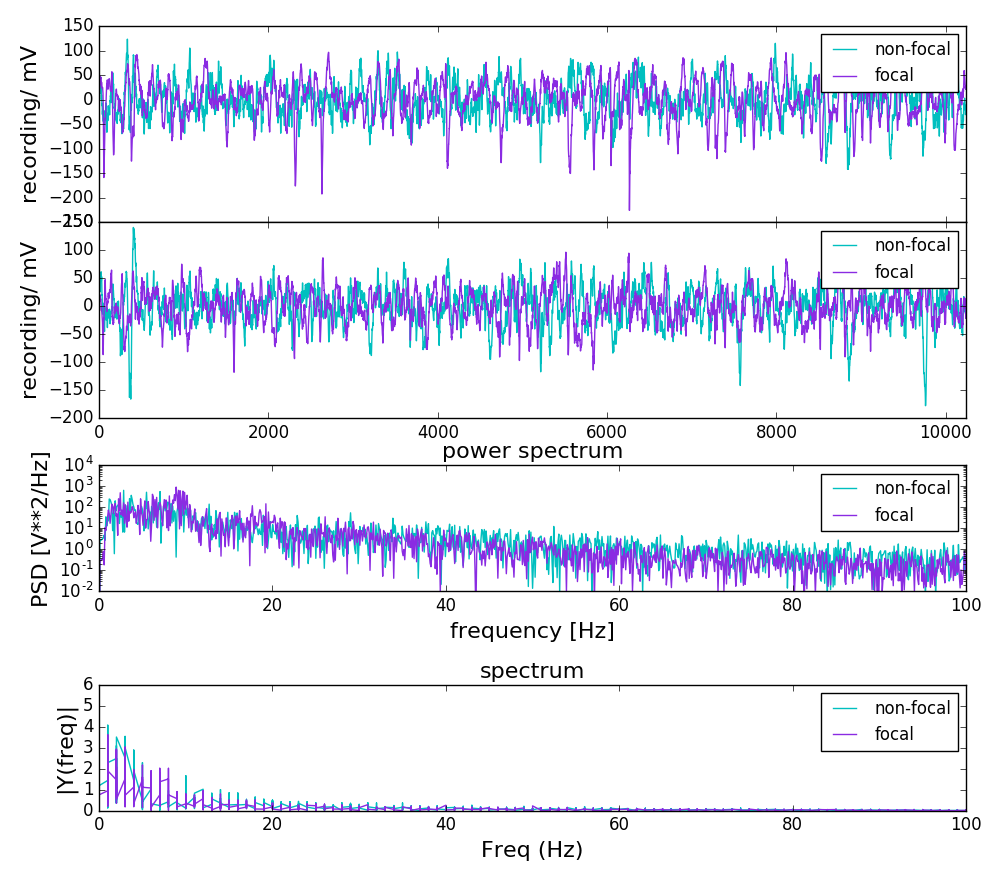 150
100
50
0
−50
−100
−150
−200
−250
recording/ mV
non-focal
focal
150
100
50
0
−50
−100
−150
−200
recording/ mV
non-focal
focal
0 2000 4000 6000 8000 10000
power spectrum
10^4
10^3
10^2
10^1
10^0
10^-1
10^-2
PSD [V**2/Hz]
non-focal
focal
0 20 40 60 80 100
frequency [Hz]
spectrum
6
5
4
3
2
1
0
|Y(freq)|
non-focal
focal
0 20 40 60 80 100
Freq (Hz)